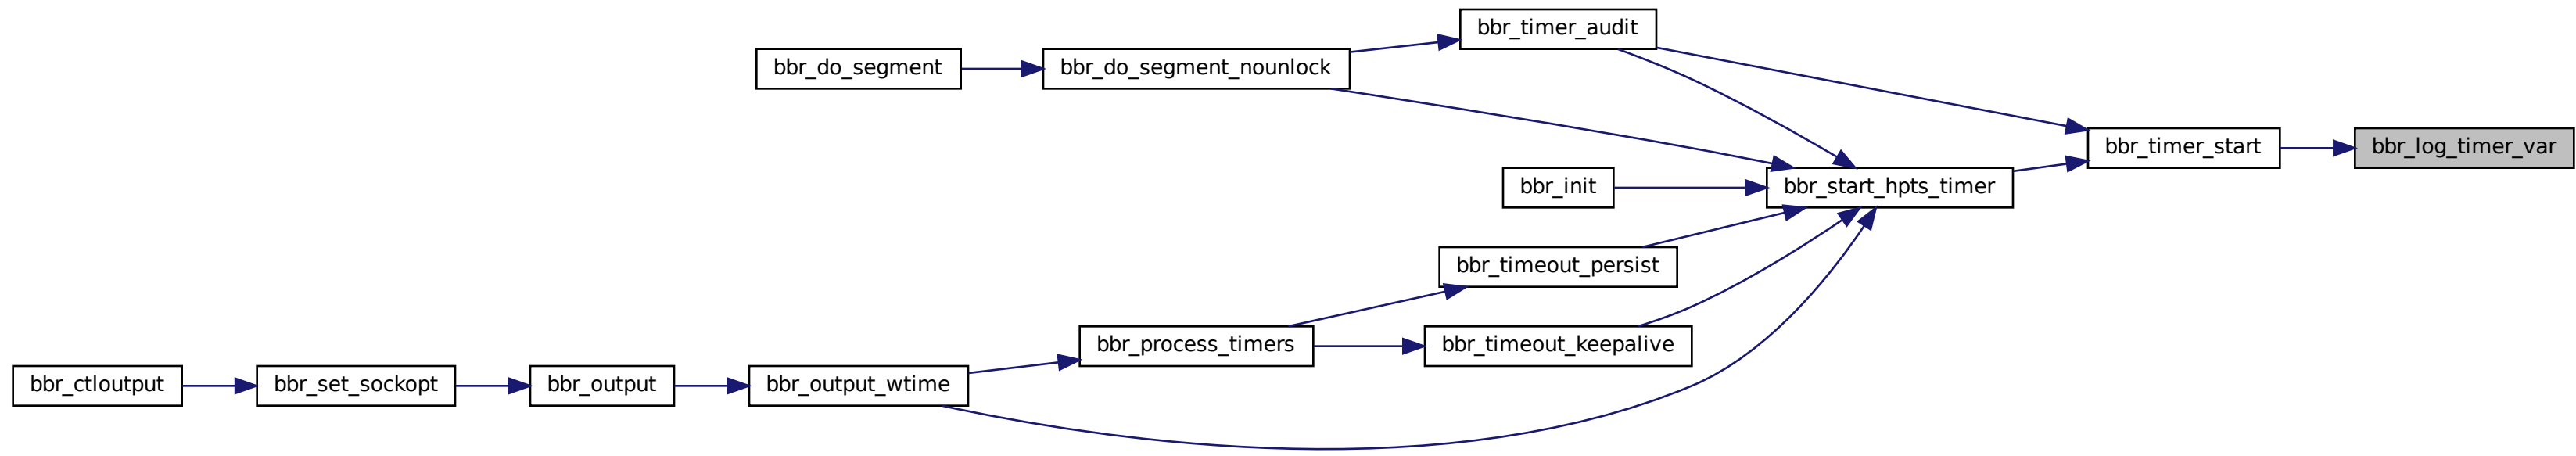 bbr_timer_audit
bbr_do_segment
bbr_do_segment_nounlock
bbr_timer_start
bbr_log_timer_var
bbr_init
bbr_start_hpts_timer
bbr_timeout_persist
bbr_process_timers
bbr_timeout_keepalive
bbr_ctloutput
bbr_set_sockopt
bbr_output
bbr_output_wtime